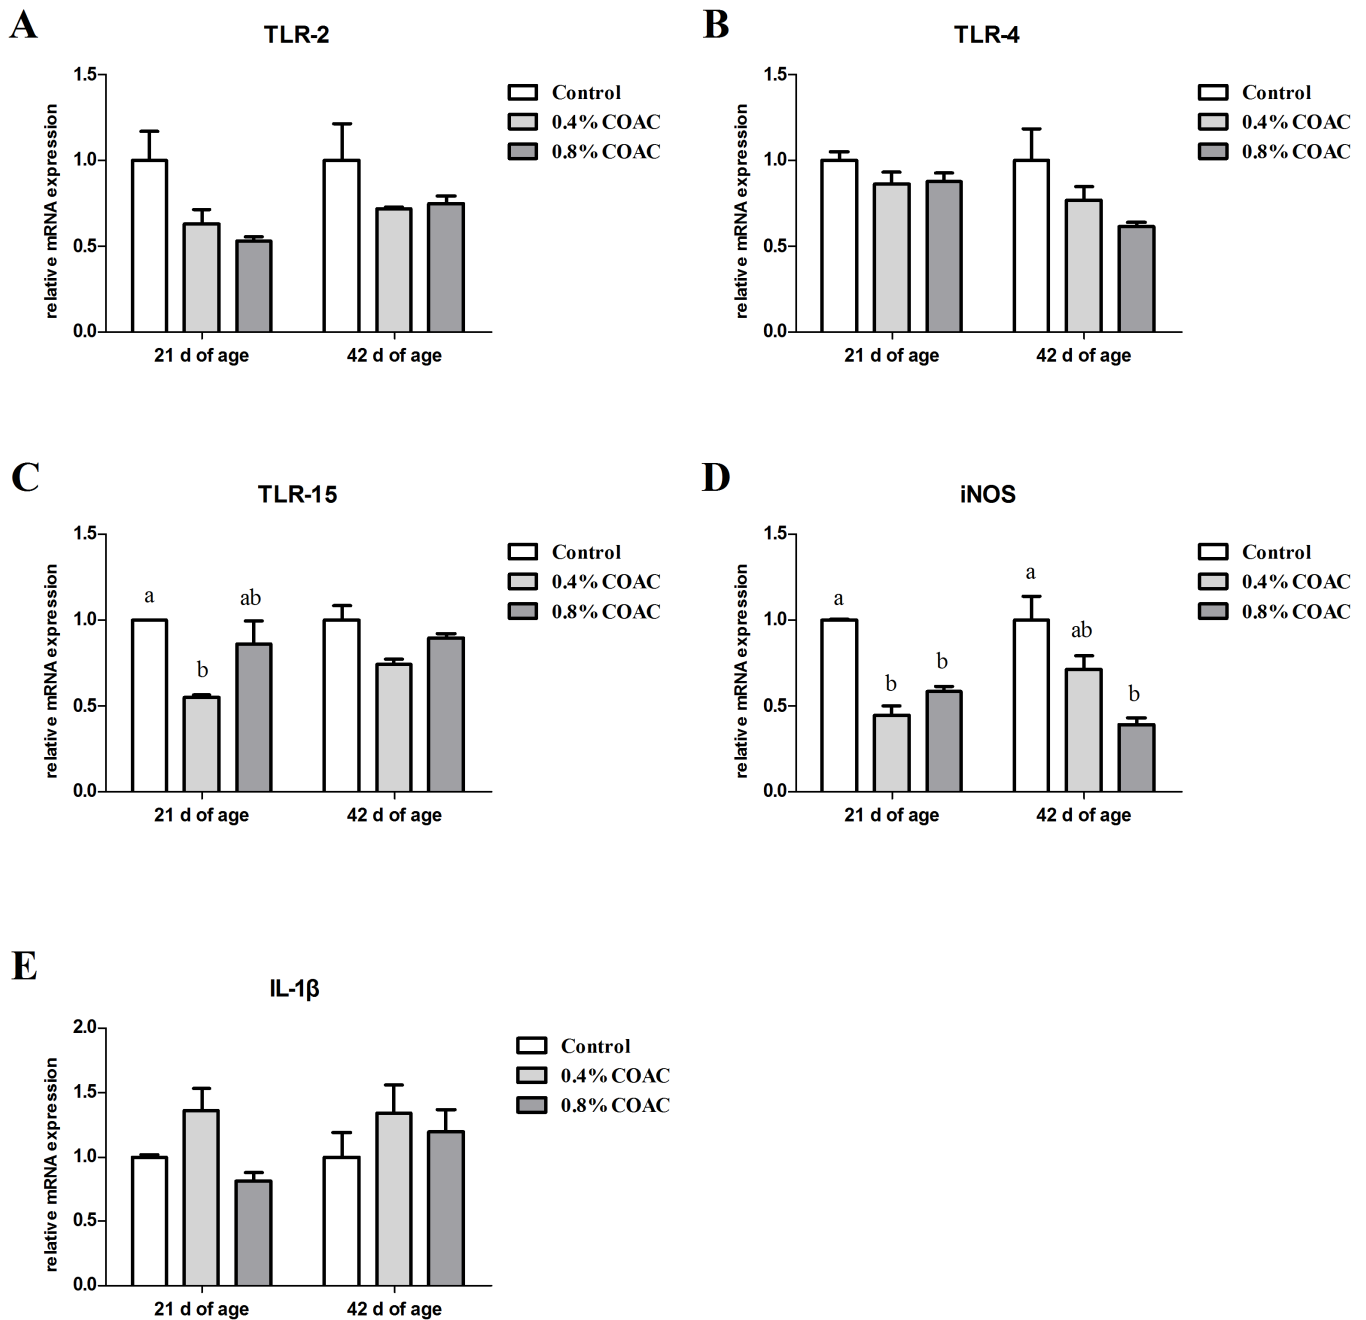 A
TLR-2
relative mRNA expression
1.5
1.0
0.5
0.0
21 d of age
42 d of age
Control
0.4% COAC
0.8% COAC
B
TLR-4
relative mRNA expression
1.5
1.0
0.5
0.0
21 d of age
42 d of age
Control
0.4% COAC
0.8% COAC
C
TLR-15
relative mRNA expression
1.5
1.0
0.5
0.0
a
b
ab
21 d of age
42 d of age
Control
0.4% COAC
0.8% COAC
D
iNOS
relative mRNA expression
1.5
1.0
0.5
0.0
a
b
b
a
ab
b
21 d of age
42 d of age
Control
0.4% COAC
0.8% COAC
E
IL-1β
relative mRNA expression
2.0
1.5
1.0
0.5
0.0
21 d of age
42 d of age
Control
0.4% COAC
0.8% COAC